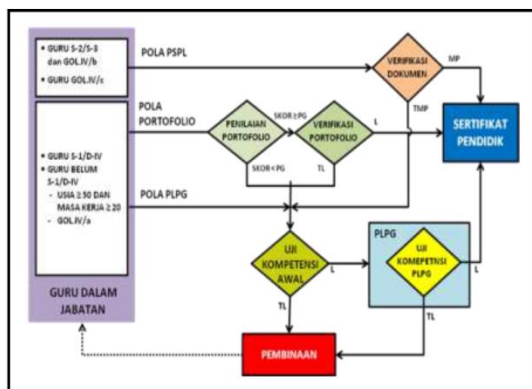 • GURU S-2/S-3
dan GOL.IV/b
• GURU GOL.IV/c
POLA PSPL
VERIFIKASI
DOKUMEN
MP
TMP
POLA
PORTOFOLIO
PENILAIAN
PORTOFOLIO
SKOR≥PG
SKOR<PG
VERIFIKASI
PORTOFOLIO
L
TL
SERTIFIKAT
PENDIDIK
• GURU S-1/D-IV
• GURU BELUM
S-1/D-IV
- USIA ≥50 DAN
MASA KERJA ≥20
- GOL.IV/a
POLA PLPG
UJI
KOMPETENSI
AWAL
L
TL
PLPG
UJI
KOMEPETNSI
PLPG
L
TL
GURU DALAM
JABATAN
PEMBINAAN